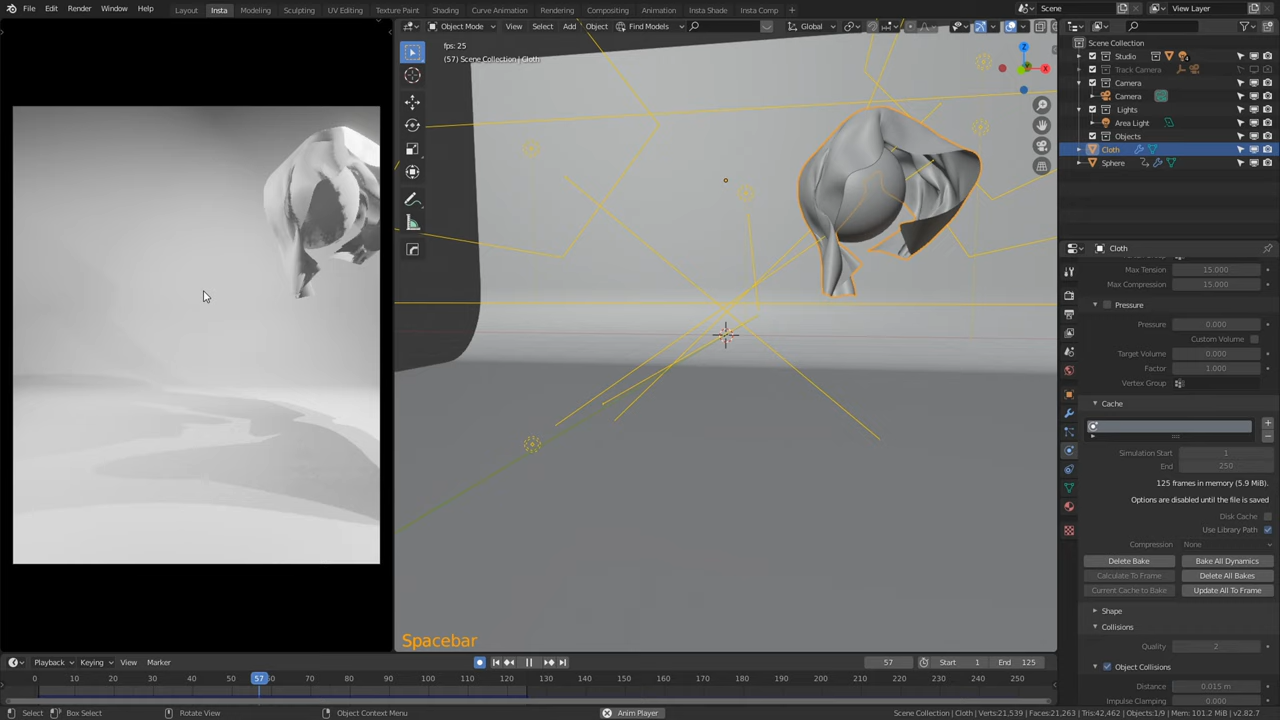 File Edit Render Window Help Layout Insta Modeling Sculpting UV Editing Texture Paint Shading Curve Animation Rendering Compositing Animation Insta Shade Insta Comp + Scene View Layer
Object Mode View Select Add Object Find Models Global
fps: 25
(57) Scene Collection | Cloth
Scene Collection
Studio
Track Camera
Camera
Camera
Lights
Area Light
Objects
Cloth
Sphere
Cloth
Max Tension 15.000
Max Compression 15.000
Pressure
Pressure 0.000
Custom Volume
Target Volume 0.000
Factor 1.000
Vertex Group
Cache
Simulation Start 1
End 250
125 frames in memory (5.9 MiB).
Options are disabled until the file is saved
Disk Cache
Use Library Path
Compression None
Delete Bake Bake All Dynamics
Calculate To Frame Delete All Bakes
Current Cache to Bake Update All To Frame
Shape
Collisions
Quality 2
Object Collisions
Distance 0.015 m
Impulse Clamping 0.000
Spacebar
Playback Keying View Marker 57 Start 1 End 125
0 10 20 30 40 50 57 60 70 80 90 100 110 120 130 140 150 160 170 180 190 200 210 220 230 240 250
Select Box Select Rotate View Object Context Menu Anim Player Scene Collection | Cloth | Verts:21,539 | Faces:21,263 | Tris:42,462 | Objects:1/9 | Mem: 101.2 MiB | v2.82.7